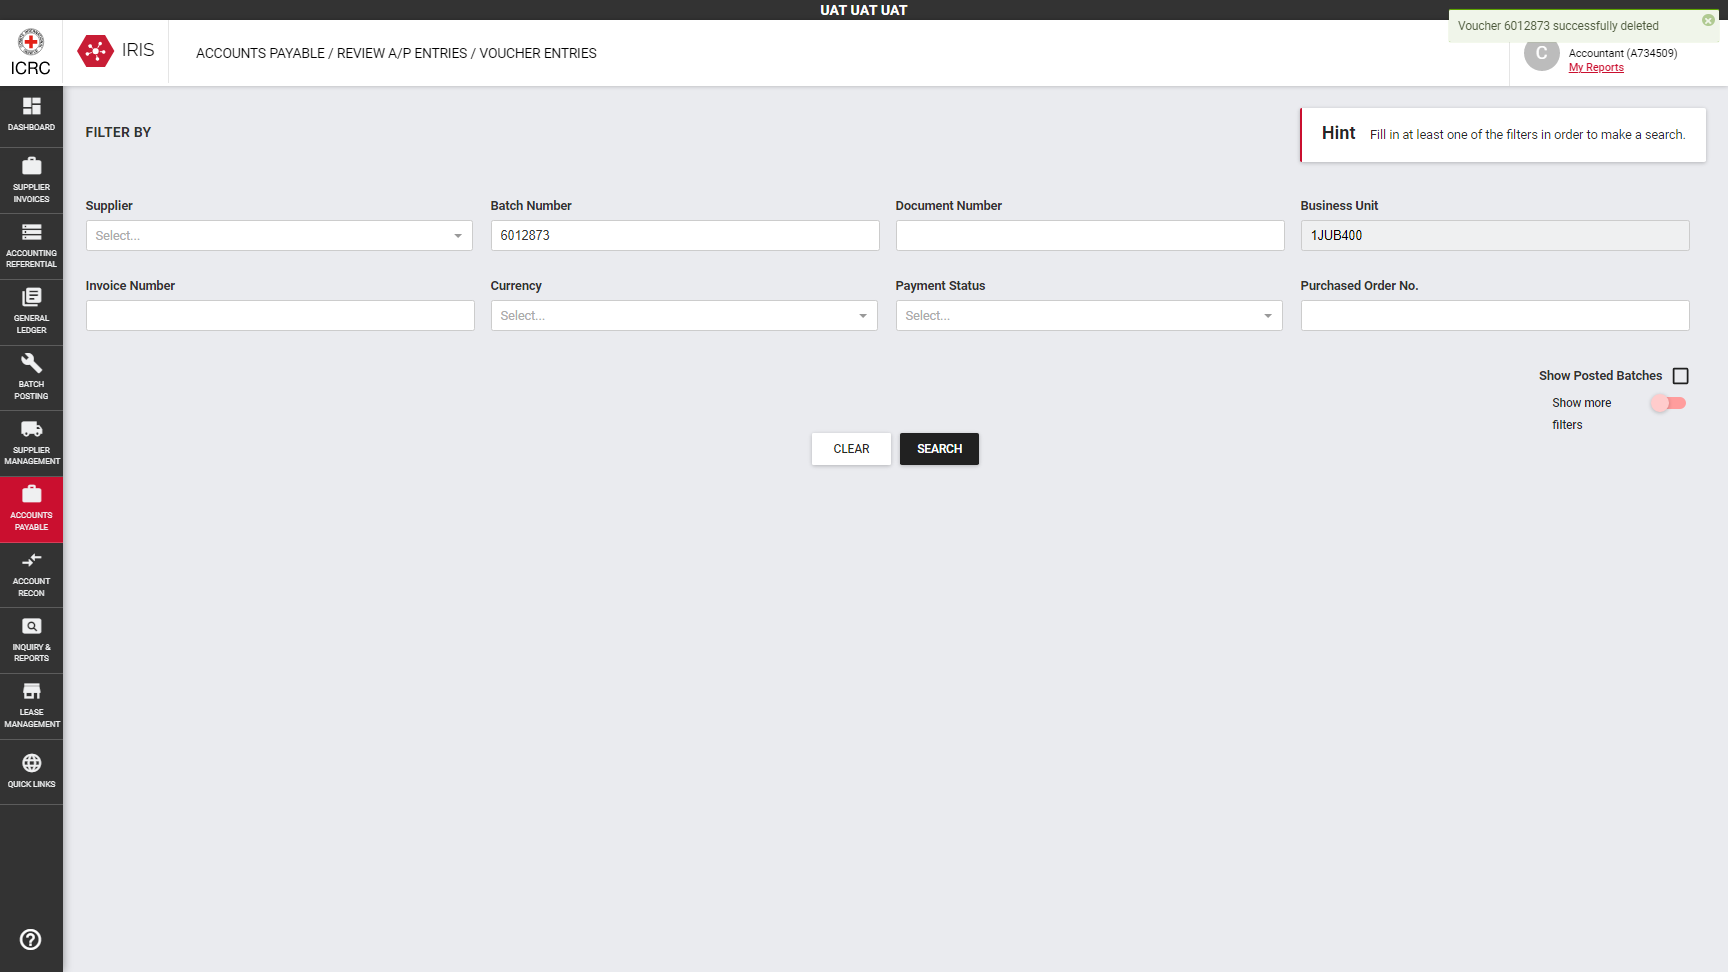 UAT UAT UAT
Voucher 6012873 successfully deleted
ICRC
IRIS
ACCOUNTS PAYABLE / REVIEW A/P ENTRIES / VOUCHER ENTRIES
C
Accountant (A734509)
My Reports
DASHBOARD
SUPPLIER
INVOICES
ACCOUNTING
REFERENTIAL
GENERAL
LEDGER
BATCH
POSTING
SUPPLIER
MANAGEMENT
ACCOUNTS
PAYABLE
ACCOUNT
RECON
INQUIRY &
REPORTS
LEASE
MANAGEMENT
QUICK LINKS
FILTER BY
Hint Fill in at least one of the filters in order to make a search.
Supplier
Select...
Batch Number
6012873
Document Number
Business Unit
1JUB400
Invoice Number
Currency
Select...
Payment Status
Select...
Purchased Order No.
Show Posted Batches
Show more
filters
CLEAR
SEARCH